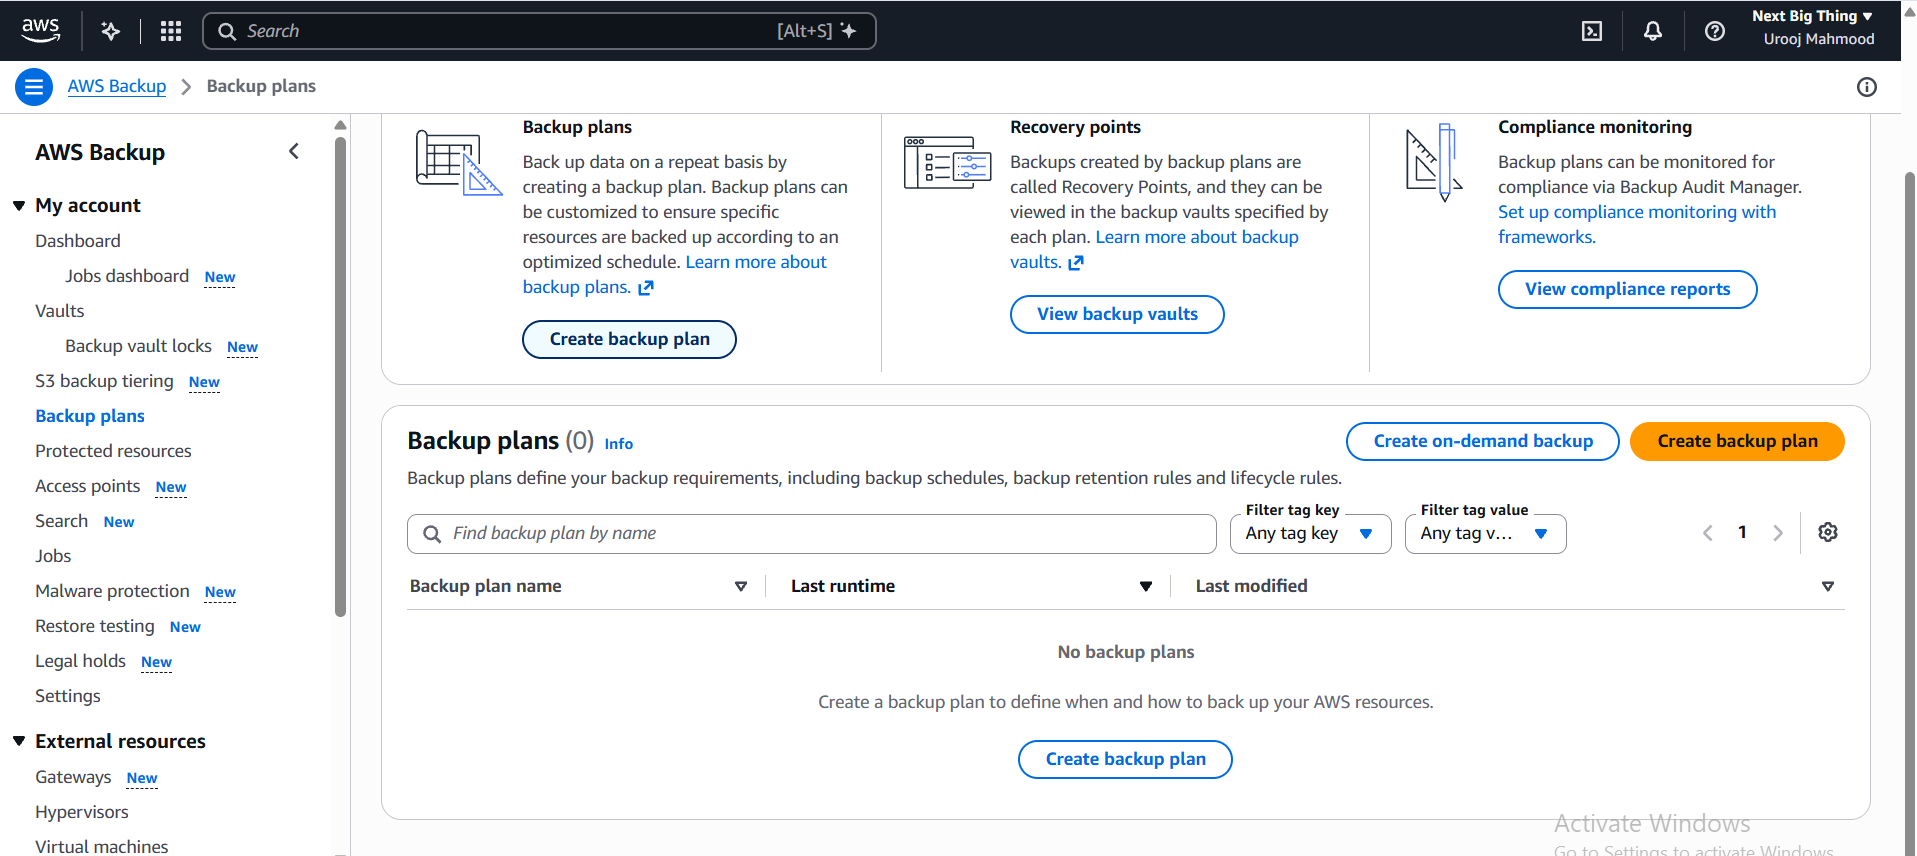 aws
Search
[Alt+S]
Next Big Thing
Urooj Mahmood
AWS Backup
Backup plans
AWS Backup
My account
Dashboard
Jobs dashboard New
Vaults
Backup vault locks New
S3 backup tiering New
Backup plans
Protected resources
Access points New
Search New
Jobs
Malware protection New
Restore testing New
Legal holds New
Settings
External resources
Gateways New
Hypervisors
Virtual machines
Backup plans
Back up data on a repeat basis by
creating a backup plan. Backup plans can
be customized to ensure specific
resources are backed up according to an
optimized schedule. Learn more about
backup plans.
Create backup plan
Recovery points
Backups created by backup plans are
called Recovery Points, and they can be
viewed in the backup vaults specified by
each plan. Learn more about backup
vaults.
View backup vaults
Compliance monitoring
Backup plans can be monitored for
compliance via Backup Audit Manager.
Set up compliance monitoring with
frameworks.
View compliance reports
Backup plans (0) Info
Create on-demand backup
Create backup plan
Backup plans define your backup requirements, including backup schedules, backup retention rules and lifecycle rules.
Find backup plan by name
Filter tag key
Any tag key
Filter tag value
Any tag v...
1
Backup plan name
Last runtime
Last modified
No backup plans
Create a backup plan to define when and how to back up your AWS resources.
Create backup plan
Activate Windows
Go to Settings to activate Windows.